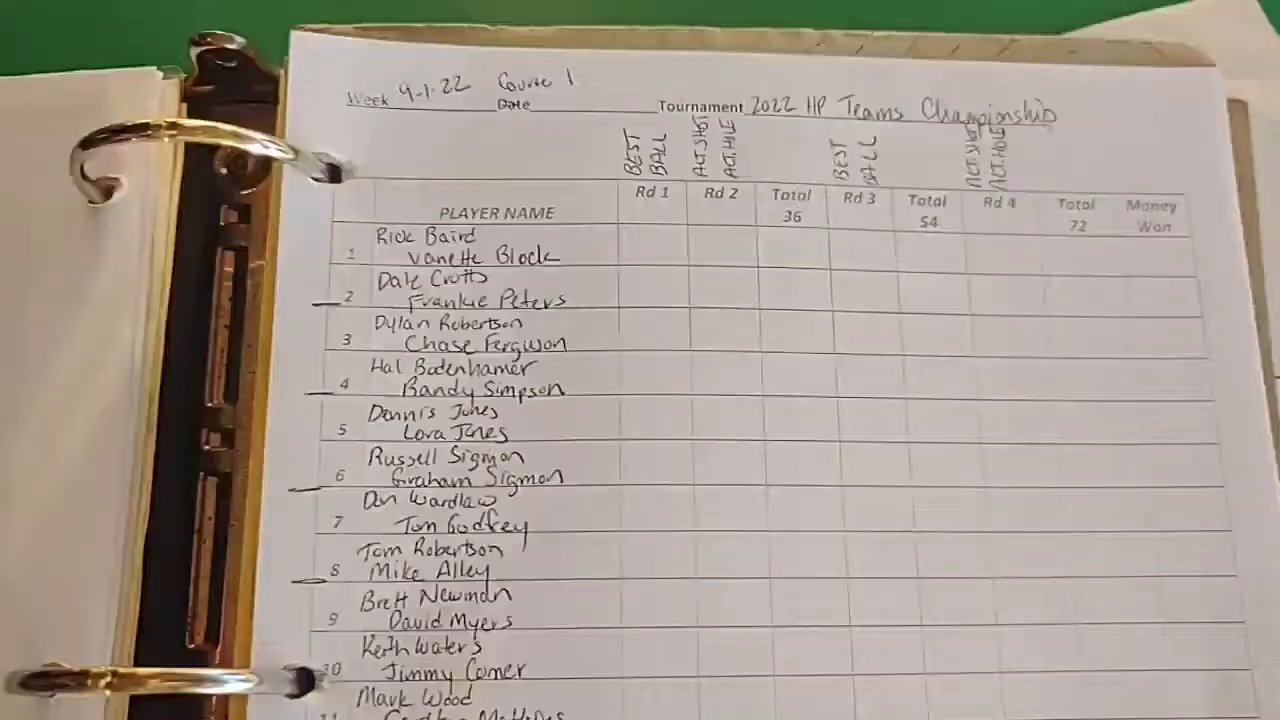 Week 9-1-22 Course 1
Date
Tournament 2022 HP Teams Championship
BEST BALL
ALT.SHOT
ALT.HOLE
BEST BALL
ALT.SHOT
ALT.HOLE
PLAYER NAME Rd 1 Rd 2 Total 36 Rd 3 Total 54 Rd 4 Total 72 Money Won
Rick Baird
1 Vanette Block
Dale Crotts
2 Frankie Peters
Dylan Robertson
3 Chase Ferguson
Hal Bodenhamer
4 Randy Simpson
Dennis Jones
5 Lora Jones
Russell Sigmon
6 Graham Sigmon
Don Wardlaw
7 Tom Godfrey
Tom Robertson
8 Mike Alley
Brett Newman
9 David Myers
Keith Waters
10 Jimmy Comer
Mark Wood
11